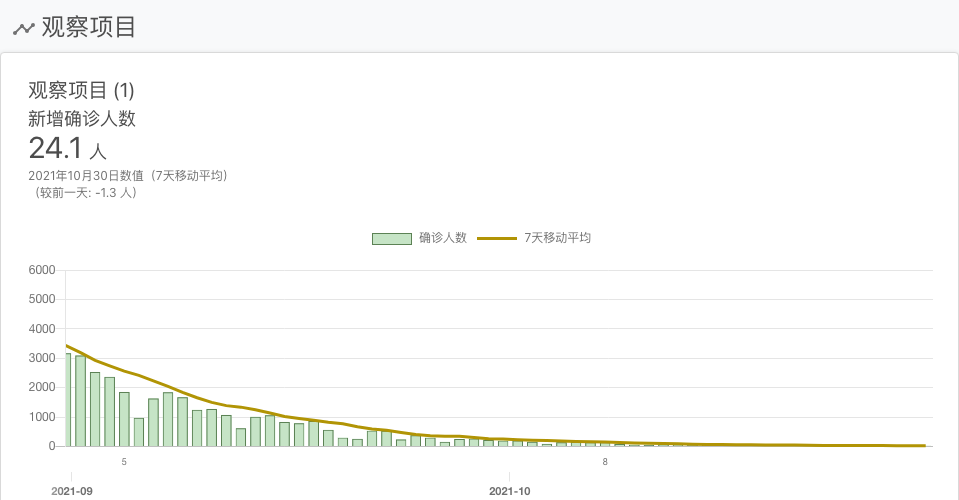 观察项目
观察项目 (1)
新增确诊人数
24.1 人
2021年10月30日数值（7天移动平均）
（较前一天: -1.3 人）
确诊人数 7天移动平均
6000
5000
4000
3000
2000
1000
0
5 8
2021-09 2021-10